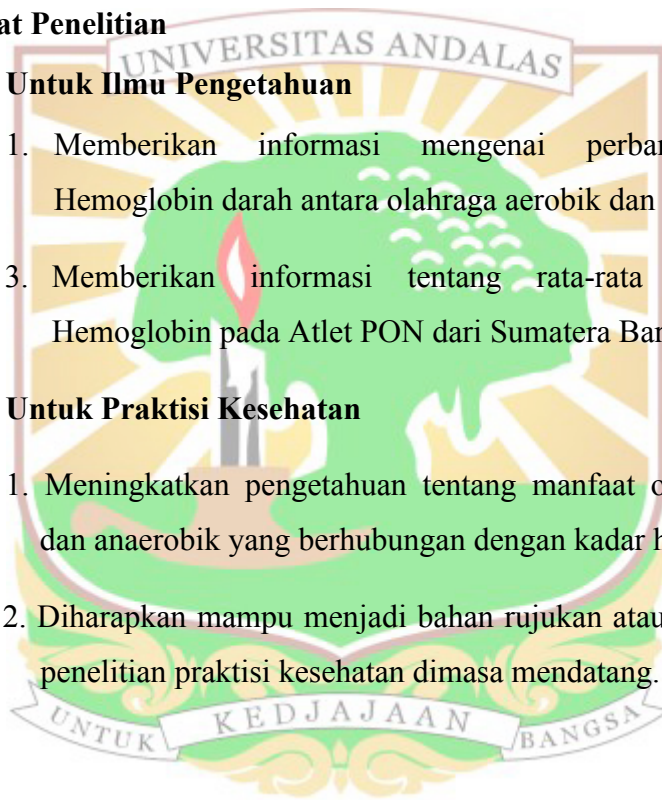 at Penelitian
UNIVERSITAS ANDALAS
Untuk Ilmu Pengetahuan
1. Memberikan informasi mengenai perba
Hemoglobin darah antara olahraga aerobik dan
3. Memberikan informasi tentang rata-rata
Hemoglobin pada Atlet PON dari Sumatera Bar
Untuk Praktisi Kesehatan
1. Meningkatkan pengetahuan tentang manfaat o
dan anaerobik yang berhubungan dengan kadar h
2. Diharapkan mampu menjadi bahan rujukan atau
penelitian praktisi kesehatan dimasa mendatang.
UNTUK KEDJAJAAN BANGSA